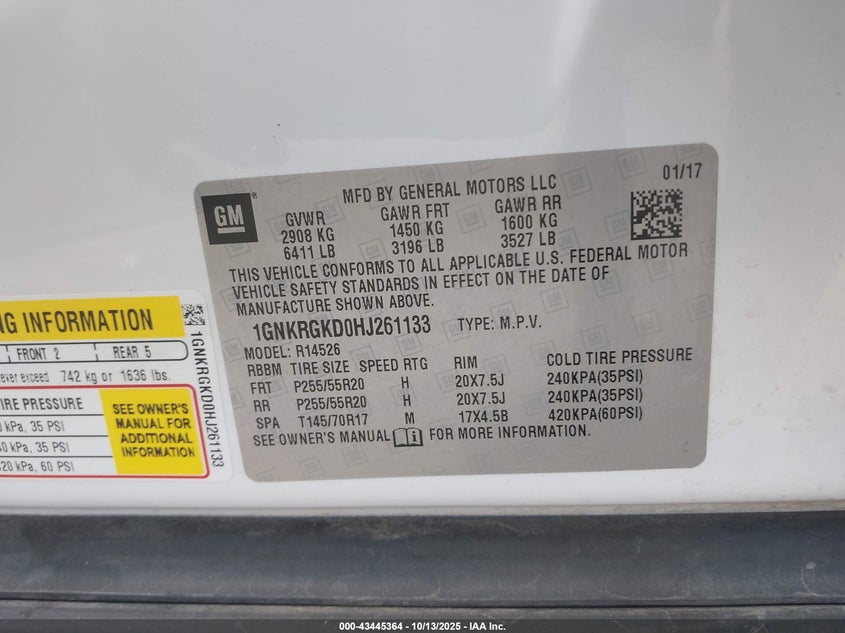 MFD BY GENERAL MOTORS LLC 01/17
GM ®
GVWR GAWR FRT GAWR RR
2908 KG 1450 KG 1600 KG
6411 LB 3196 LB 3527 LB
THIS VEHICLE CONFORMS TO ALL APPLICABLE U.S. FEDERAL MOTOR
VEHICLE SAFETY STANDARDS IN EFFECT ON THE DATE OF
MANUFACTURE SHOWN ABOVE.
1GNKRGKD0HJ261133 TYPE: M.P.V.
MODEL: R14526
RBBM TIRE SIZE SPEED RTG RIM COLD TIRE PRESSURE
FRT P255/55R20 H 20X7.5J 240KPA(35PSI)
RR P255/55R20 H 20X7.5J 240KPA(35PSI)
SPA T145/70R17 M 17X4.5B 420KPA(60PSI)
SEE OWNER'S MANUAL i FOR MORE INFORMATION.
INFORMATION
FRONT 2 REAR 5
exceed 742 kg or 1636 lbs.
PRESSURE
kPa, 35 PSI
kPa, 35 PSI
kPa, 60 PSI
SEE OWNER'S
MANUAL FOR
ADDITIONAL
INFORMATION
1GNKRGKD0HJ261133
000-43445364 | 10/13/2025 - IAA Inc.